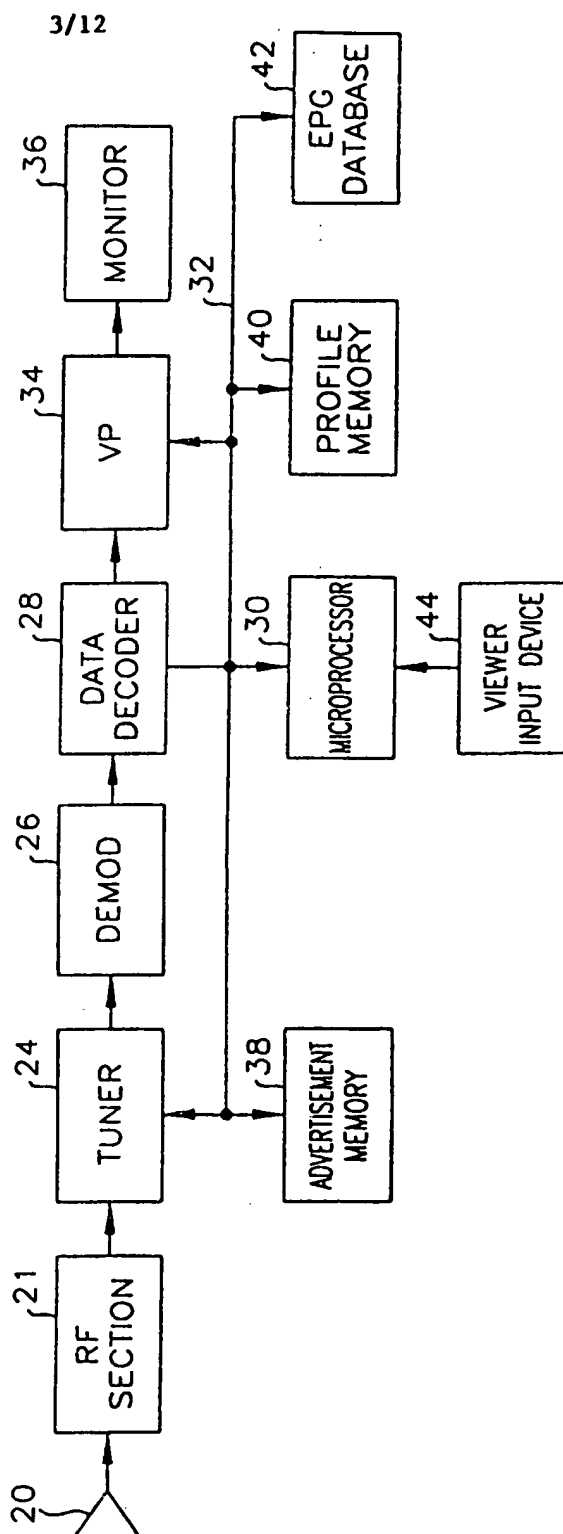 3/12
20
21
RF
SECTION
24
TUNER
26
DEMOD
28
DATA
DECODER
34
VP
36
MONITOR
32
38
ADVERTISEMENT
MEMORY
30
MICROPROCESSOR
40
PROFILE
MEMORY
42
EPG
DATABASE
44
VIEWER
INPUT DEVICE